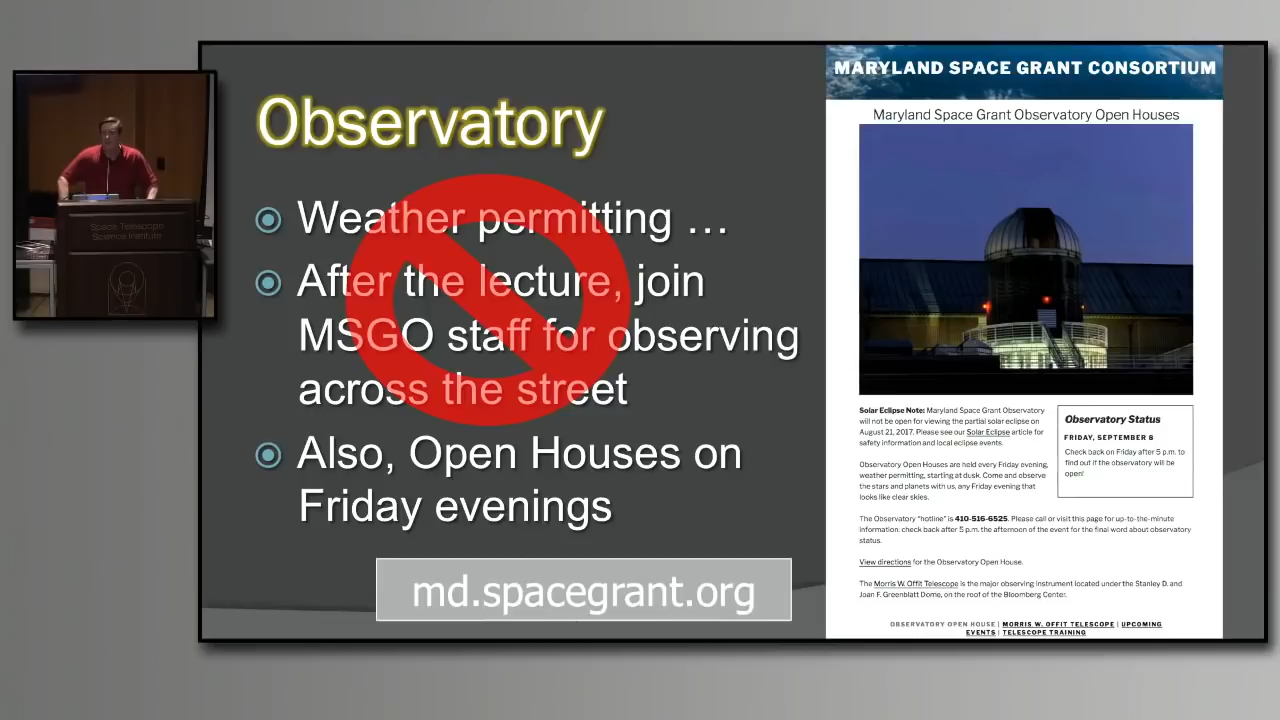 Space Telescope
Science Institute
Observatory
Weather permitting …
After the lecture, join
MSGO staff for observing
across the street
Also, Open Houses on
Friday evenings
md.spacegrant.org
MARYLAND SPACE GRANT CONSORTIUM
Maryland Space Grant Observatory Open Houses
Solar Eclipse Note: Maryland Space Grant Observatory
will not be open for viewing the partial solar eclipse on
August 21, 2017. Please see our Solar Eclipse article for
safety information and local eclipse events.
Observatory Open Houses are held every Friday evening,
weather permitting, starting at dusk. Come and observe
the stars and planets with us, any Friday evening that
looks like clear skies.
Observatory Status
FRIDAY, SEPTEMBER 8
Check back on Friday after 5 p.m. to
find out if the observatory will be
open!
The Observatory "hotline" is 410-516-6525. Please call or visit this page for up-to-the-minute
information. check back after 5 p.m. the afternoon of the event for the final word about observatory
status.
View directions for the Observatory Open House.
The Morris W. Offit Telescope is the major observing instrument located under the Stanley D. and
Joan F. Greenblatt Dome, on the roof of the Bloomberg Center.
OBSERVATORY OPEN HOUSE | MORRIS W. OFFIT TELESCOPE | UPCOMING
EVENTS | TELESCOPE TRAINING